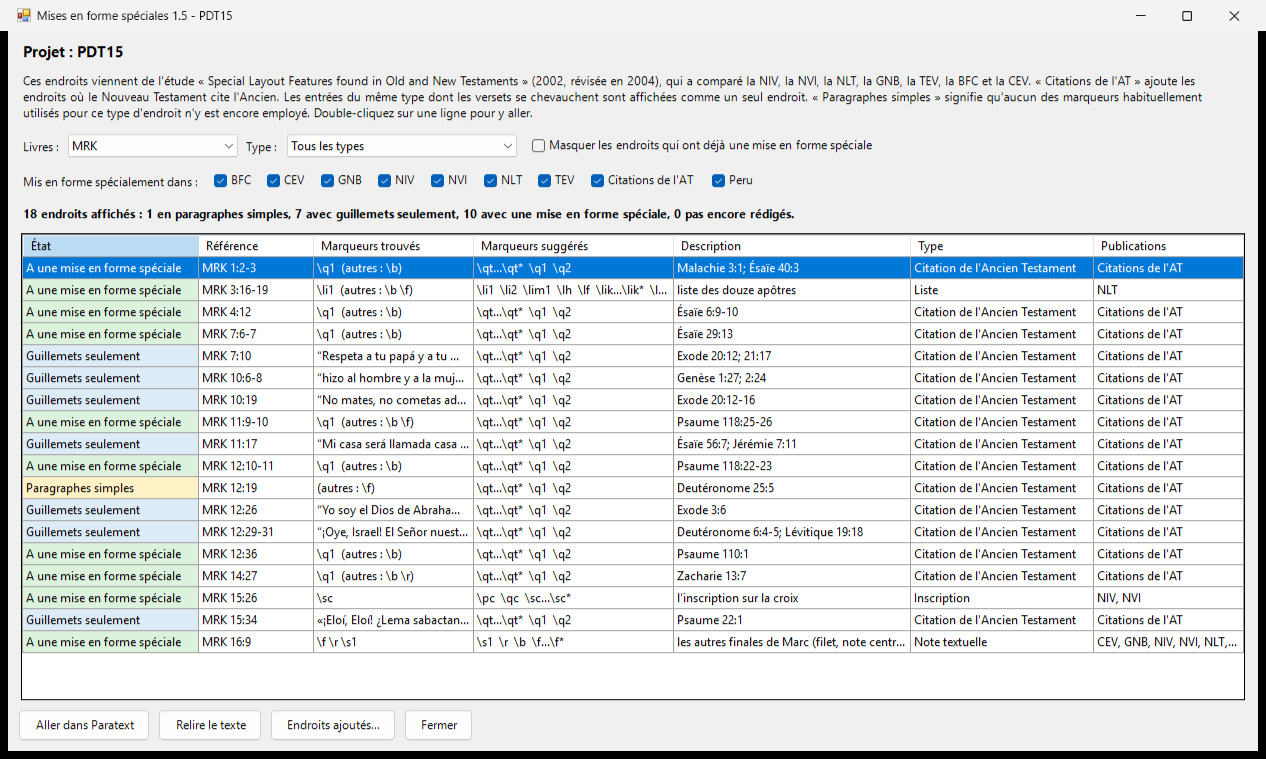 Mises en forme spéciales 1.5 - PDT15
Projet : PDT15
Ces endroits viennent de l'étude « Special Layout Features found in Old and New Testaments » (2002, révisée en 2004), qui a comparé la NIV, la NVI, la NLT, la GNB, la TEV, la BFC et la CEV. « Citations de l'AT » ajoute les
endroits où le Nouveau Testament cite l'Ancien. Les entrées du même type dont les versets se chevauchent sont affichées comme un seul endroit. « Paragraphes simples » signifie qu'aucun des marqueurs habituellement
utilisés pour ce type d'endroit n'y est encore employé. Double-cliquez sur une ligne pour y aller.
Livres : MRK Type : Tous les types Masquer les endroits qui ont déjà une mise en forme spéciale
Mis en forme spécialement dans : BFC CEV GNB NIV NVI NLT TEV Citations de l'AT Peru
18 endroits affichés : 1 en paragraphes simples, 7 avec guillemets seulement, 10 avec une mise en forme spéciale, 0 pas encore rédigés.
État Référence Marqueurs trouvés Marqueurs suggérés Description Type Publications
A une mise en forme spéciale MRK 1:2-3 \q1 (autres : \b) \qt...\qt* \q1 \q2 Malachie 3:1; Ésaïe 40:3 Citation de l'Ancien Testament Citations de l'AT
A une mise en forme spéciale MRK 3:16-19 \li1 (autres : \b \f) \li1 \li2 \lim1 \lh \lf \lik...\lik* \l... liste des douze apôtres Liste NLT
A une mise en forme spéciale MRK 4:12 \q1 (autres : \b) \qt...\qt* \q1 \q2 Ésaïe 6:9-10 Citation de l'Ancien Testament Citations de l'AT
A une mise en forme spéciale MRK 7:6-7 \q1 (autres : \b) \qt...\qt* \q1 \q2 Ésaïe 29:13 Citation de l'Ancien Testament Citations de l'AT
Guillemets seulement MRK 7:10 “Respeta a tu papá y a tu ... \qt...\qt* \q1 \q2 Exode 20:12; 21:17 Citation de l'Ancien Testament Citations de l'AT
Guillemets seulement MRK 10:6-8 “hizo al hombre y a la muj... \qt...\qt* \q1 \q2 Genèse 1:27; 2:24 Citation de l'Ancien Testament Citations de l'AT
Guillemets seulement MRK 10:19 “No mates, no cometas ad... \qt...\qt* \q1 \q2 Exode 20:12-16 Citation de l'Ancien Testament Citations de l'AT
A une mise en forme spéciale MRK 11:9-10 \q1 (autres : \b \f) \qt...\qt* \q1 \q2 Psaume 118:25-26 Citation de l'Ancien Testament Citations de l'AT
Guillemets seulement MRK 11:17 “Mi casa será llamada casa ... \qt...\qt* \q1 \q2 Ésaïe 56:7; Jérémie 7:11 Citation de l'Ancien Testament Citations de l'AT
A une mise en forme spéciale MRK 12:10-11 \q1 (autres : \b) \qt...\qt* \q1 \q2 Psaume 118:22-23 Citation de l'Ancien Testament Citations de l'AT
Paragraphes simples MRK 12:19 (autres : \f) \qt...\qt* \q1 \q2 Deutéronome 25:5 Citation de l'Ancien Testament Citations de l'AT
Guillemets seulement MRK 12:26 “Yo soy el Dios de Abraha... \qt...\qt* \q1 \q2 Exode 3:6 Citation de l'Ancien Testament Citations de l'AT
Guillemets seulement MRK 12:29-31 “¡Oye, Israel! El Señor nuest... \qt...\qt* \q1 \q2 Deutéronome 6:4-5; Lévitique 19:18 Citation de l'Ancien Testament Citations de l'AT
A une mise en forme spéciale MRK 12:36 \q1 (autres : \b) \qt...\qt* \q1 \q2 Psaume 110:1 Citation de l'Ancien Testament Citations de l'AT
A une mise en forme spéciale MRK 14:27 \q1 (autres : \b \r) \qt...\qt* \q1 \q2 Zacharie 13:7 Citation de l'Ancien Testament Citations de l'AT
A une mise en forme spéciale MRK 15:26 \sc \pc \qc \sc...\sc* l'inscription sur la croix Inscription NIV, NVI
Guillemets seulement MRK 15:34 «¡Eloí, Eloí! ¿Lema sabactan... \qt...\qt* \q1 \q2 Psaume 22:1 Citation de l'Ancien Testament Citations de l'AT
A une mise en forme spéciale MRK 16:9 \f \r \s1 \s1 \r \b \f...\f* les autres finales de Marc (filet, note centr... Note textuelle CEV, GNB, NIV, NVI, NLT,...
Aller dans Paratext Relire le texte Endroits ajoutés... Fermer